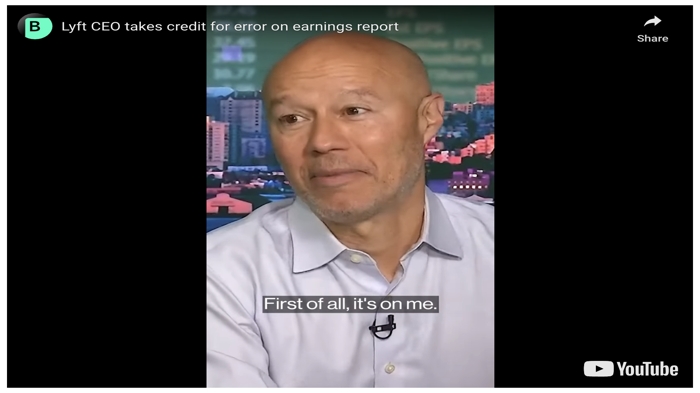 B
Lyft CEO takes credit for error on earnings report
Share
First of all, it's on me.
YouTube